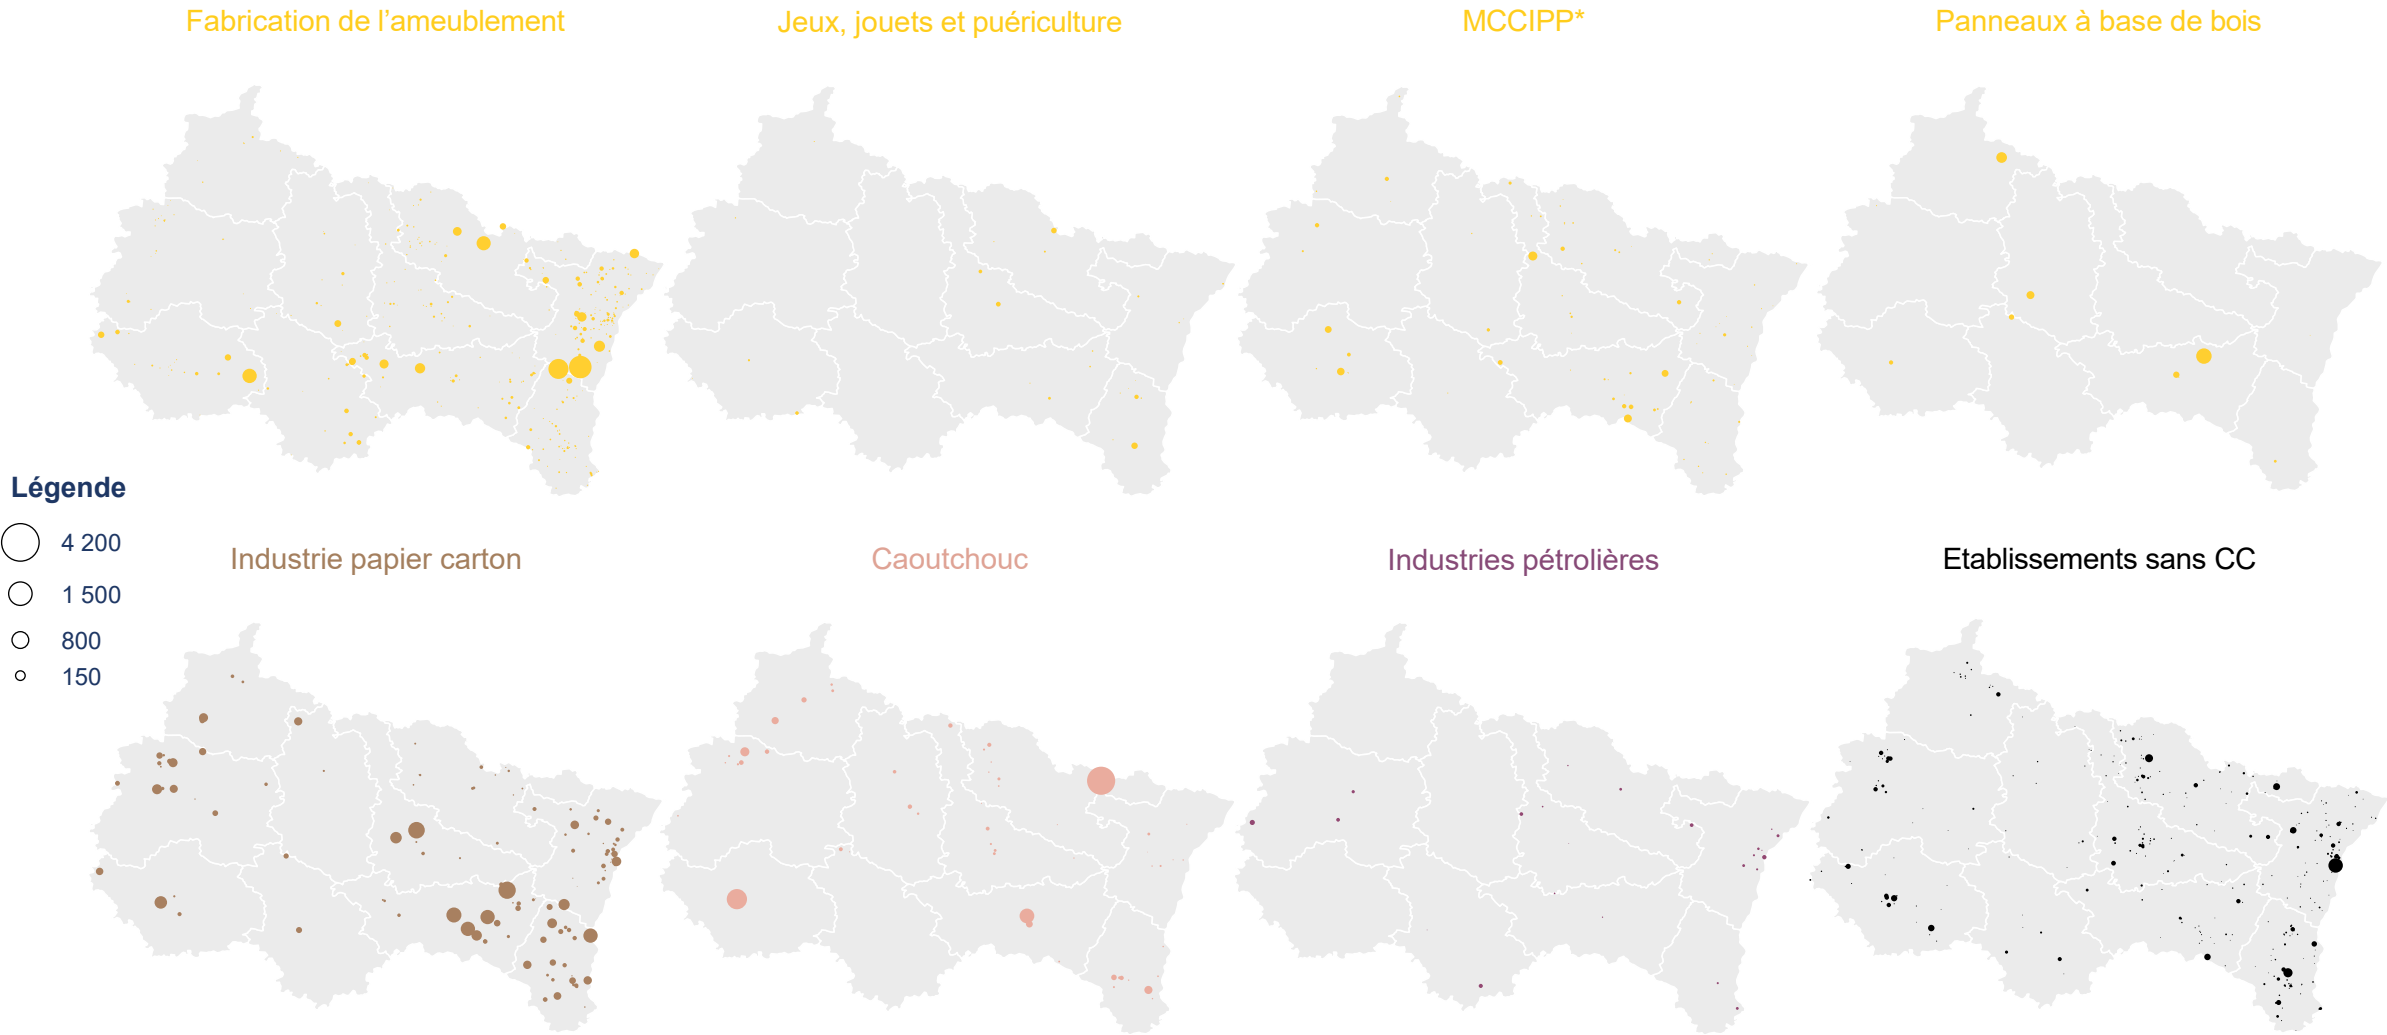 Fabrication de l’ameublement
Jeux, jouets et puériculture
MCCIPP*
Panneaux à base de bois
Légende
4 200
1 500
800
150
Industrie papier carton
Caoutchouc
Industries pétrolières
Etablissements sans CC